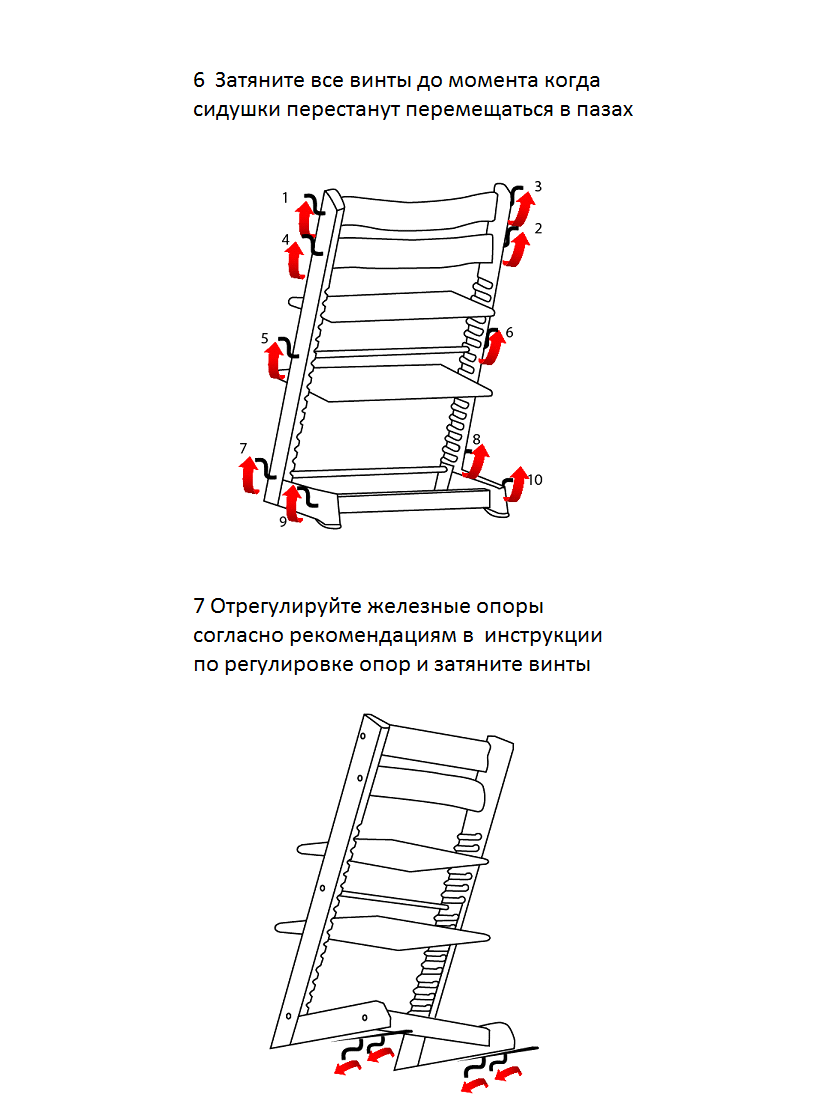 6 Затяните все винты до момента когда
сидушки перестанут перемещаться в пазах
1
3
2
4
5
6
7
8
10
9
7 Отрегулируйте железные опоры
согласно рекомендациям в инструкции
по регулировке опор и затяните винты